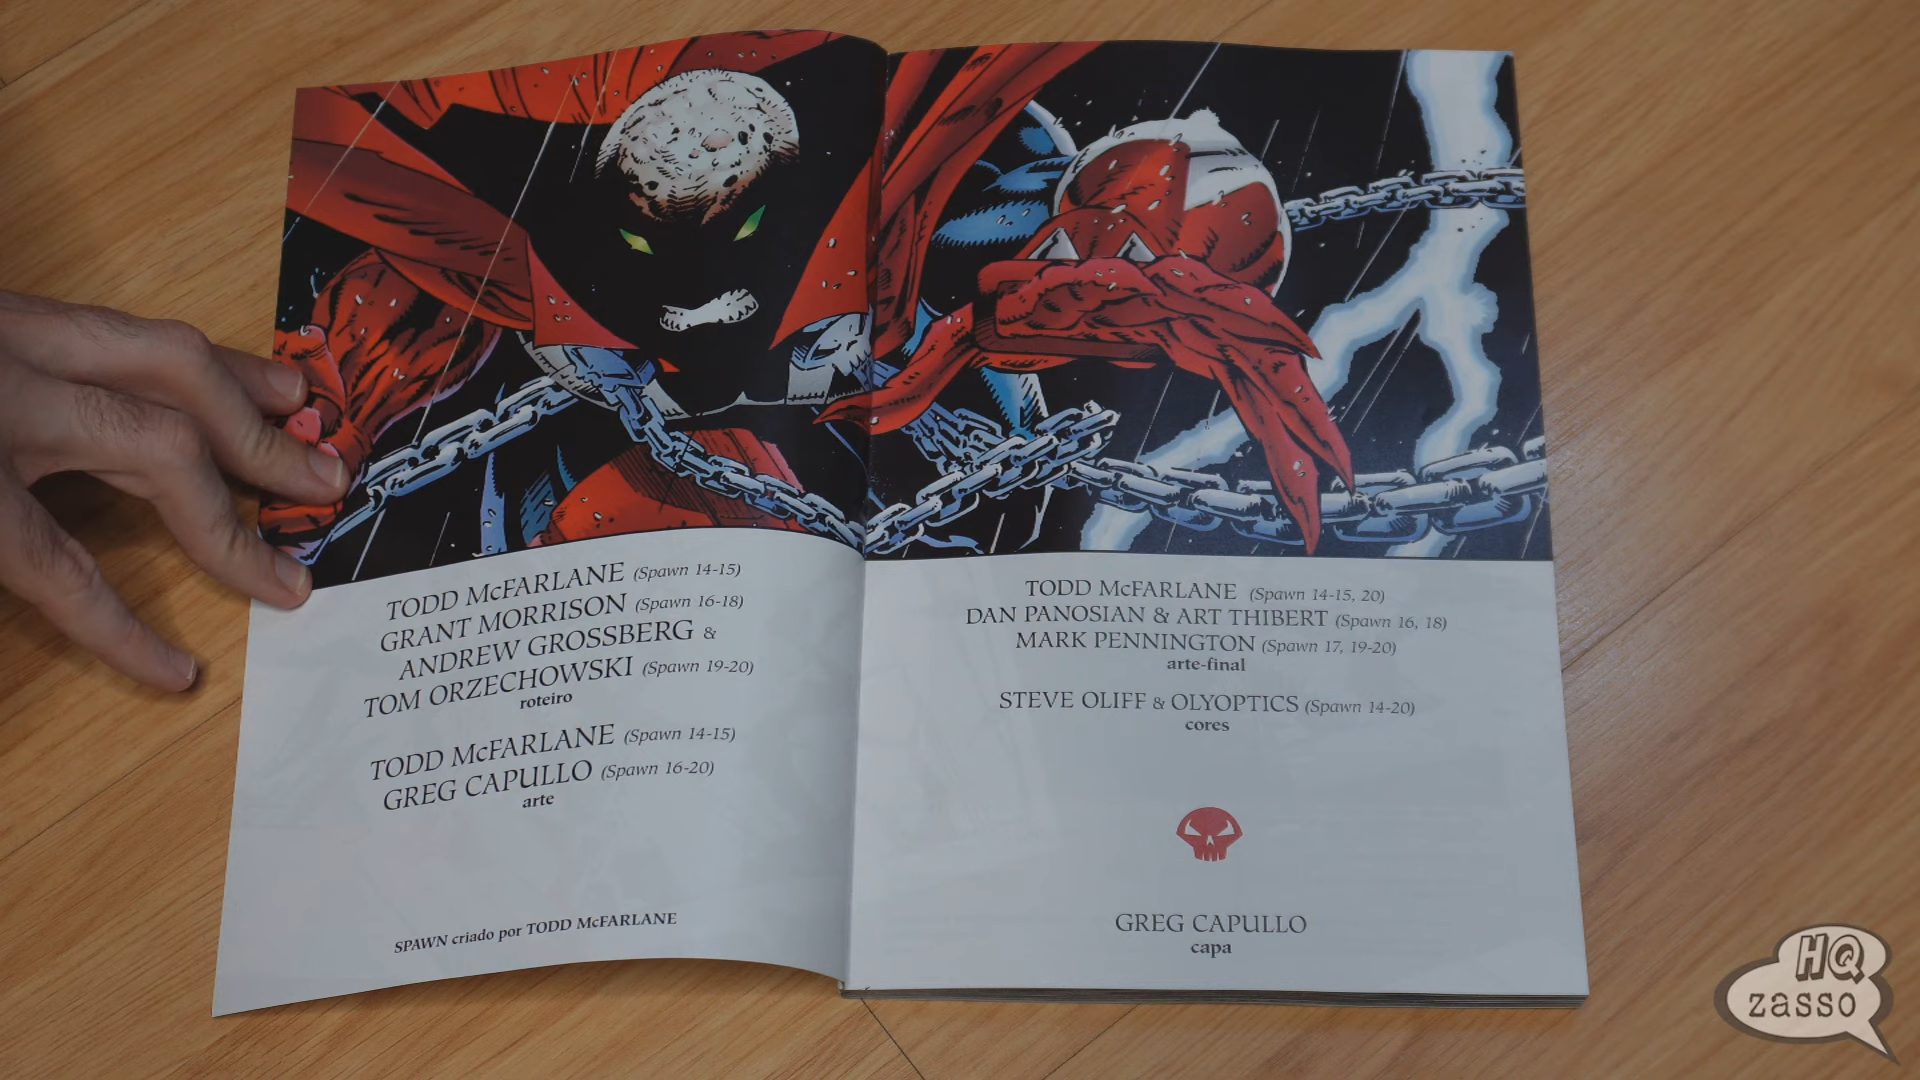 TODD McFARLANE (Spawn 14-15)
GRANT MORRISON (Spawn 16-18)
ANDREW GROSSBERG &
TOM ORZECHOWSKI (Spawn 19-20)
roteiro
TODD McFARLANE (Spawn 14-15)
GREG CAPULLO (Spawn 16-20)
arte
SPAWN criado por TODD McFARLANE
TODD McFARLANE (Spawn 14-15, 20)
DAN PANOSIAN & ART THIBERT (Spawn 16, 18)
MARK PENNINGTON (Spawn 17, 19-20)
arte-final
STEVE OLIFF & OLYOPTICS (Spawn 14-20)
cores
GREG CAPULLO
capa
HQ
zasso